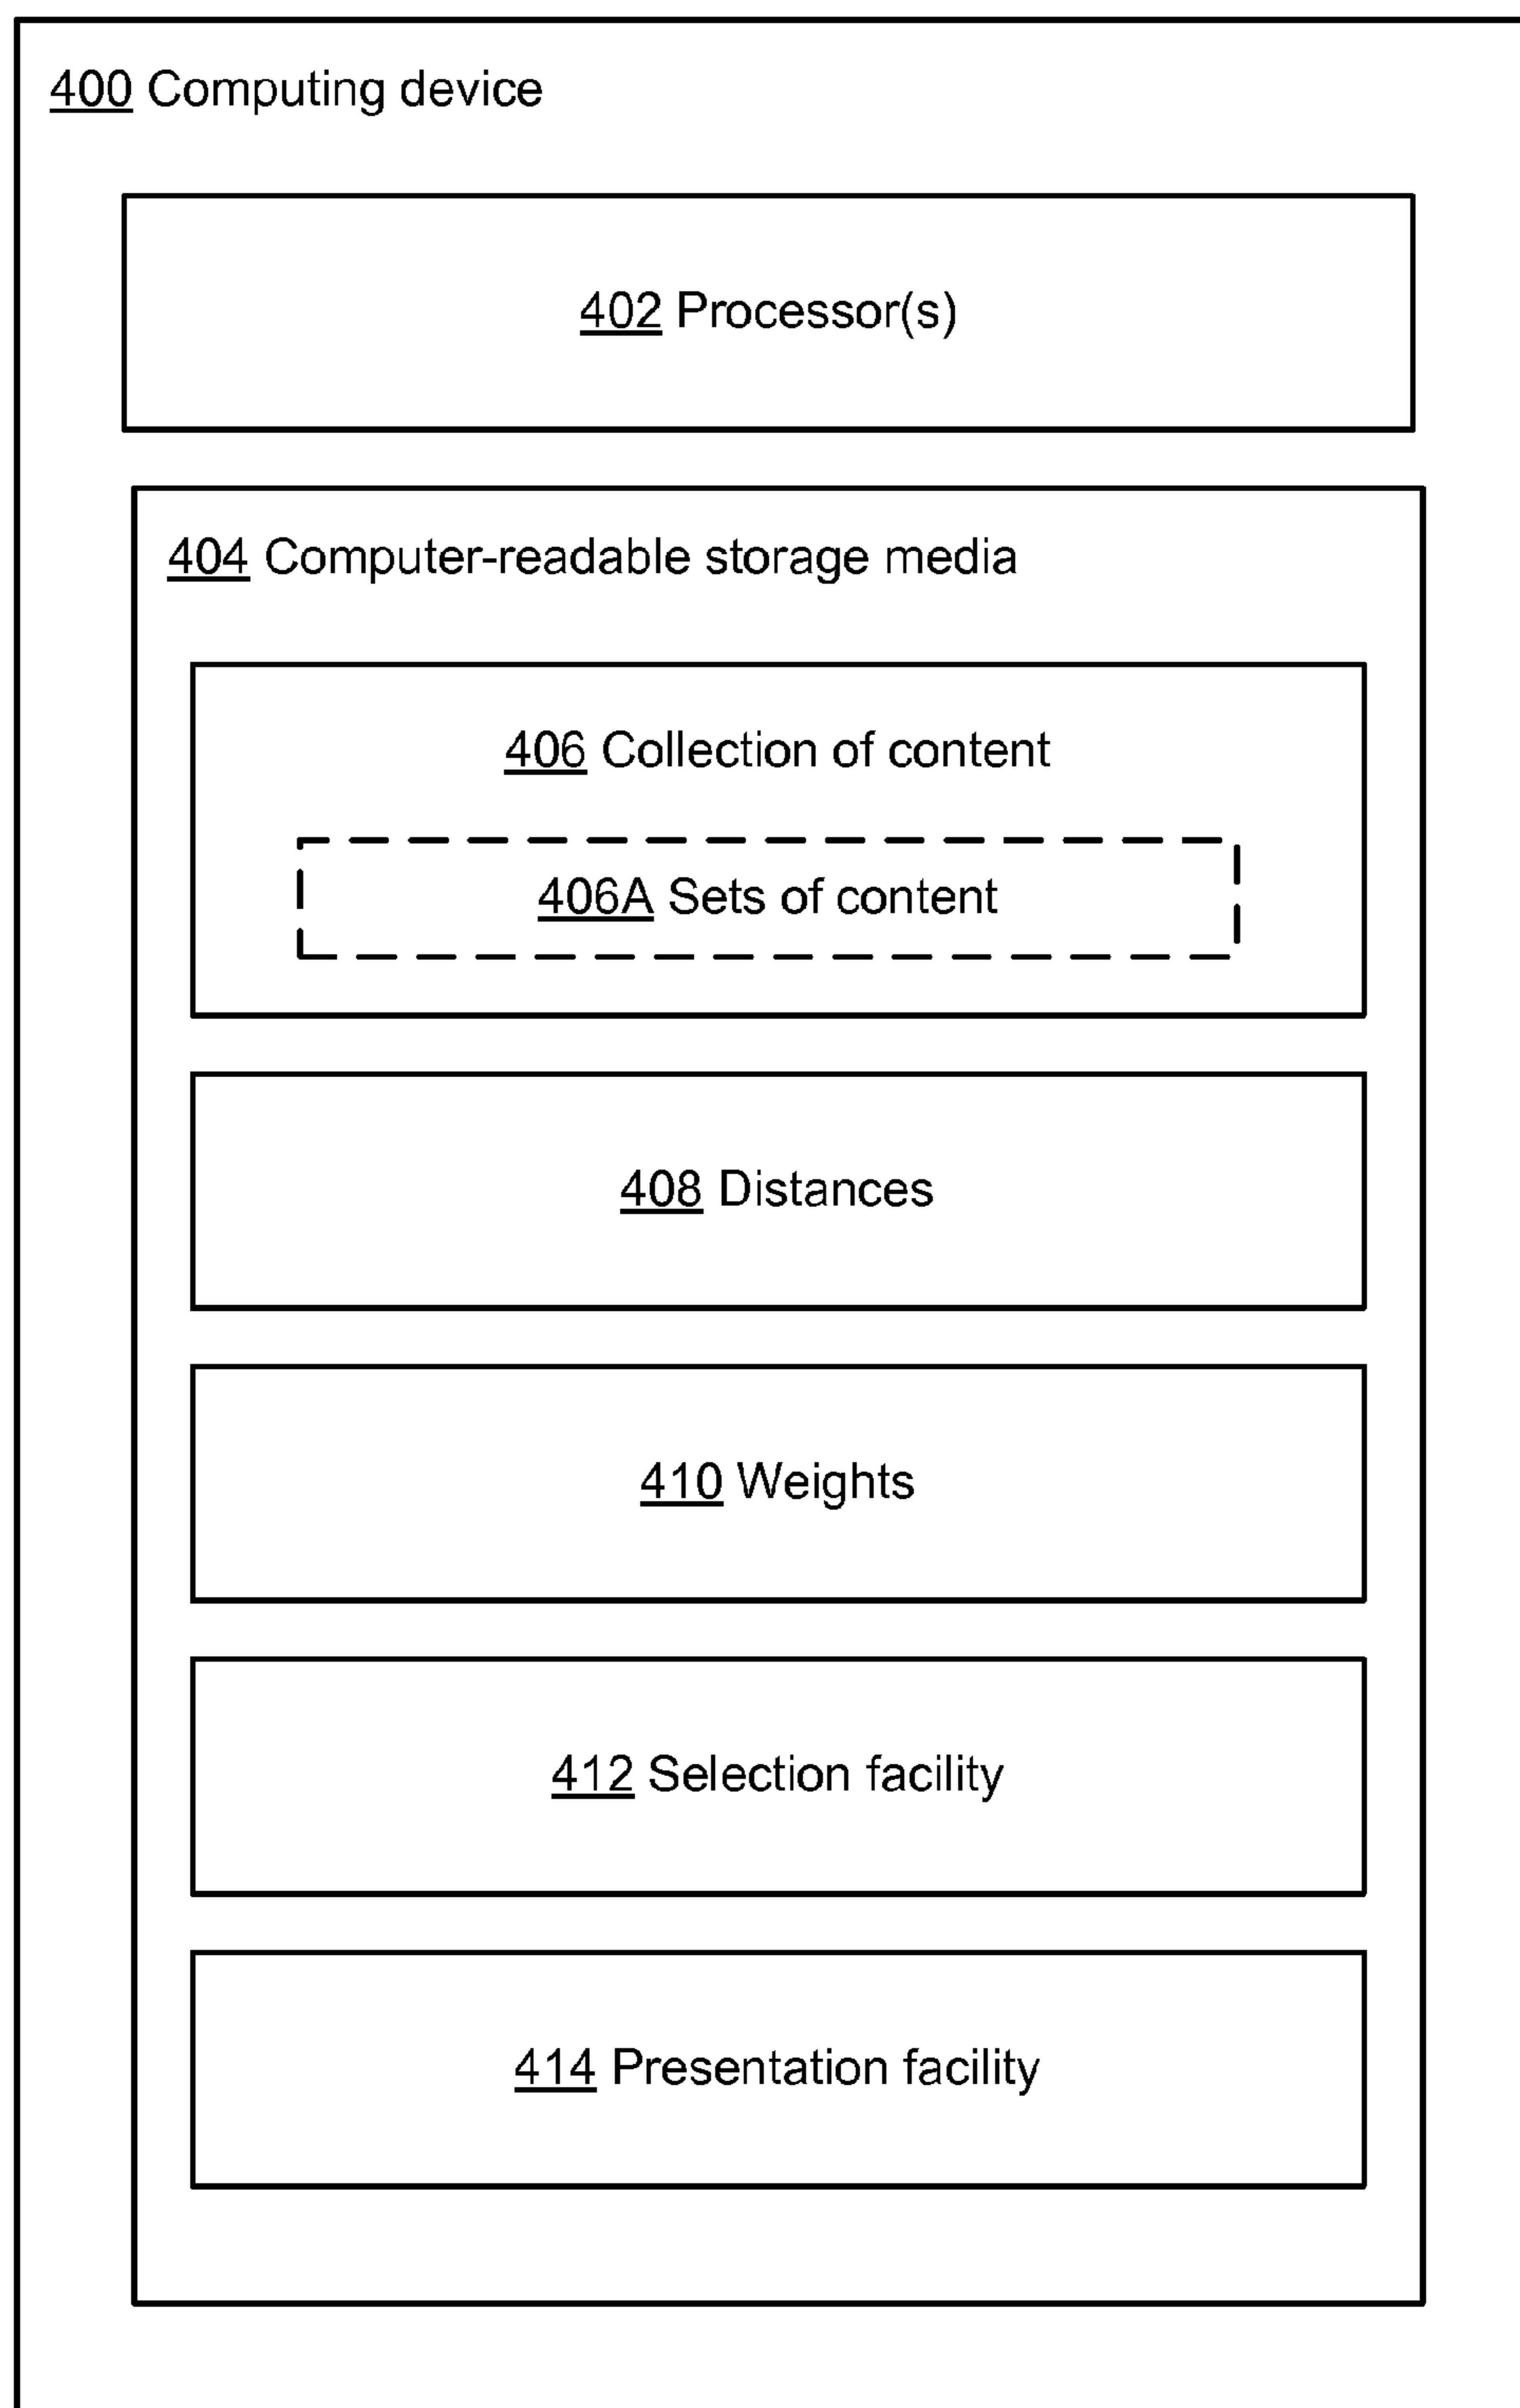 400 Computing device
402 Processor(s)
404 Computer-readable storage media
406 Collection of content
406A Sets of content
408 Distances
410 Weights
412 Selection facility
414 Presentation facility